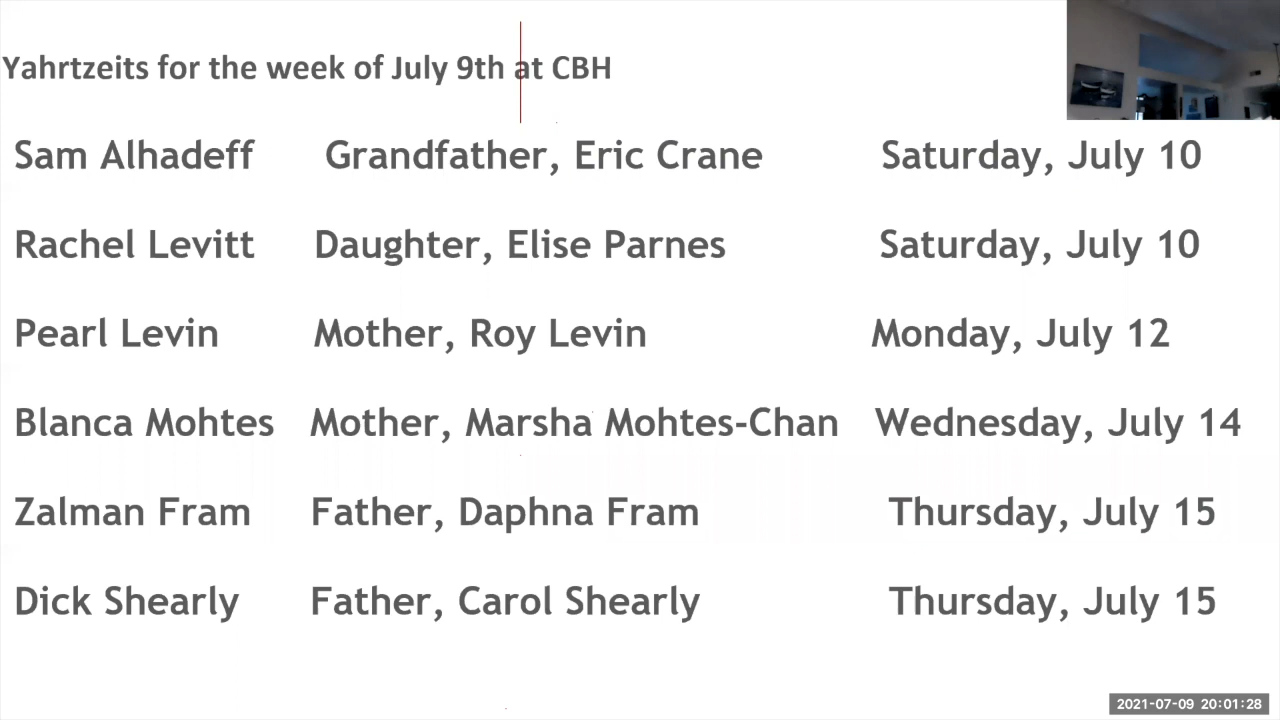 Yahrtzeits for the week of July 9th at CBH
Sam Alhadeff Grandfather, Eric Crane Saturday, July 10
Rachel Levitt Daughter, Elise Parnes Saturday, July 10
Pearl Levin Mother, Roy Levin Monday, July 12
Blanca Mohtes Mother, Marsha Mohtes-Chan Wednesday, July 14
Zalman Fram Father, Daphna Fram Thursday, July 15
Dick Shearly Father, Carol Shearly Thursday, July 15
2021-07-09 20:01:28